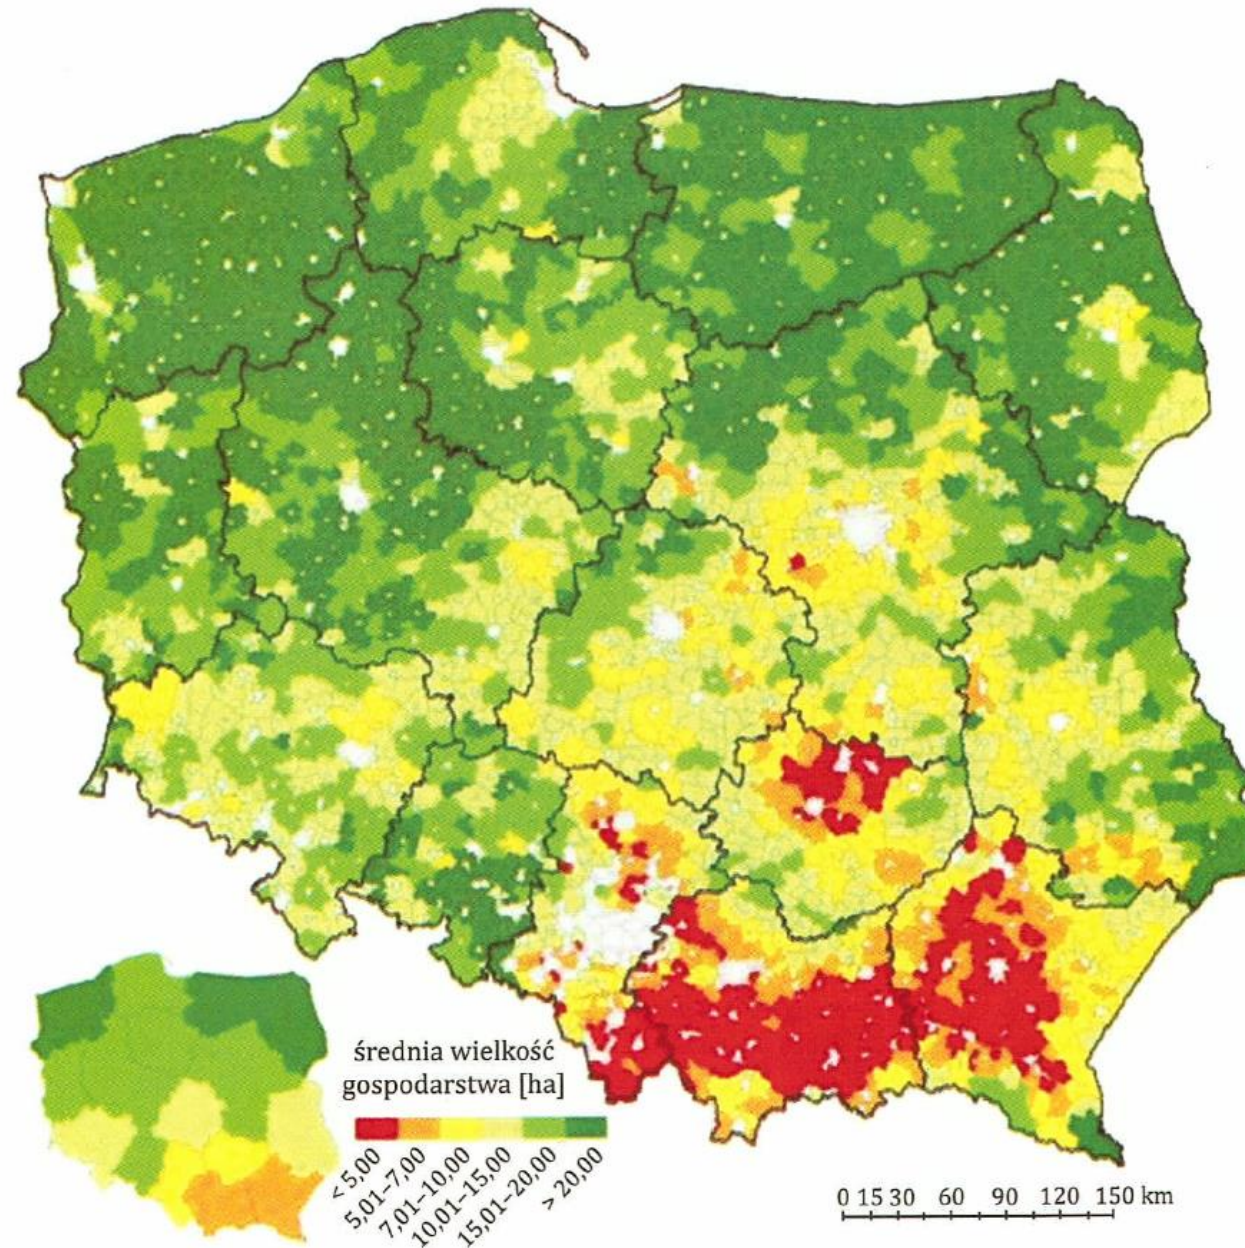 średnia wielkość
gospodarstwa [ha]
< 5,00
5,01–7,00
7,01–10,00
10,01–15,00
15,01–20,00
> 20,00
0 15 30 60 90 120 150 km